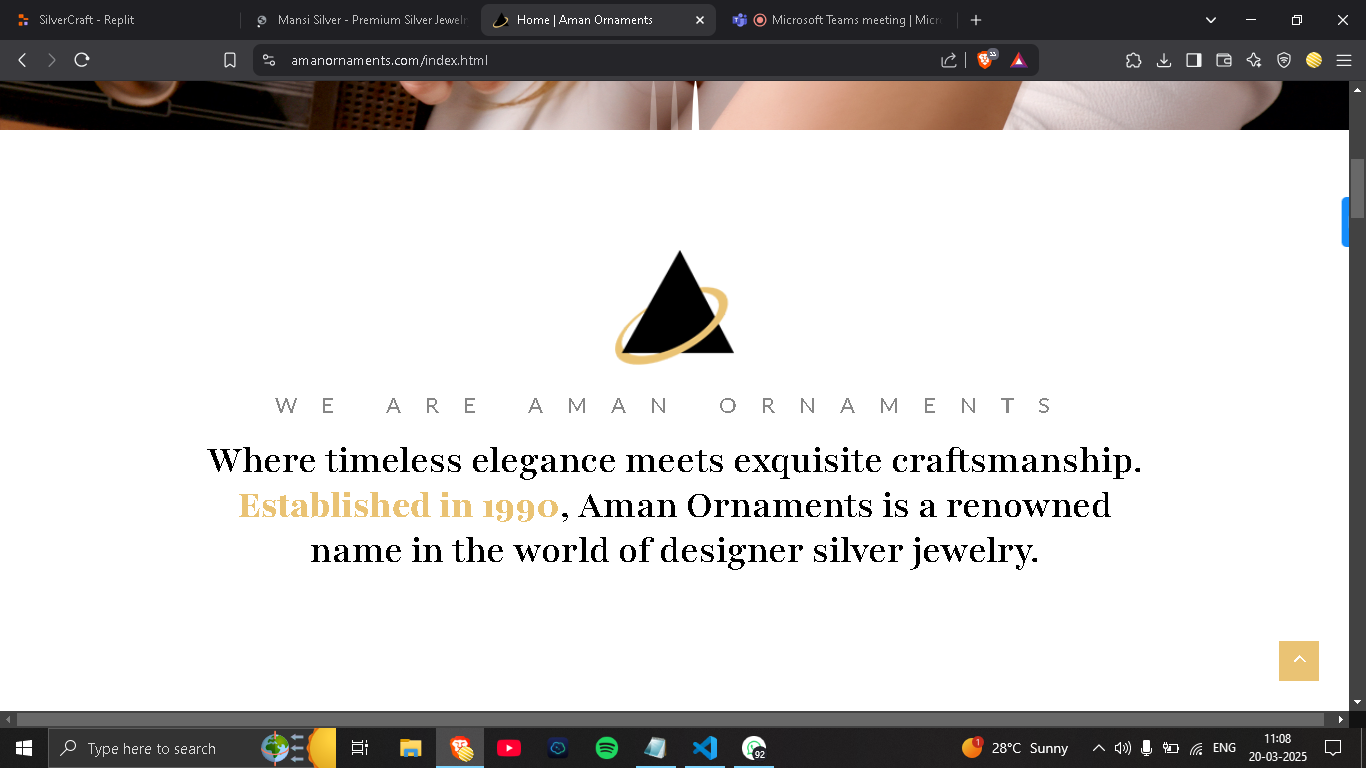 SilverCraft - Replit
Mansi Silver - Premium Silver Jewelr
Home | Aman Ornaments
Microsoft Teams meeting | Micr
amanornaments.com/index.html
WE ARE AMAN ORNAMENTS
Where timeless elegance meets exquisite craftsmanship.
Established in 1990, Aman Ornaments is a renowned
name in the world of designer silver jewelry.
Type here to search
92
1
28°C Sunny
ENG
11:08
20-03-2025